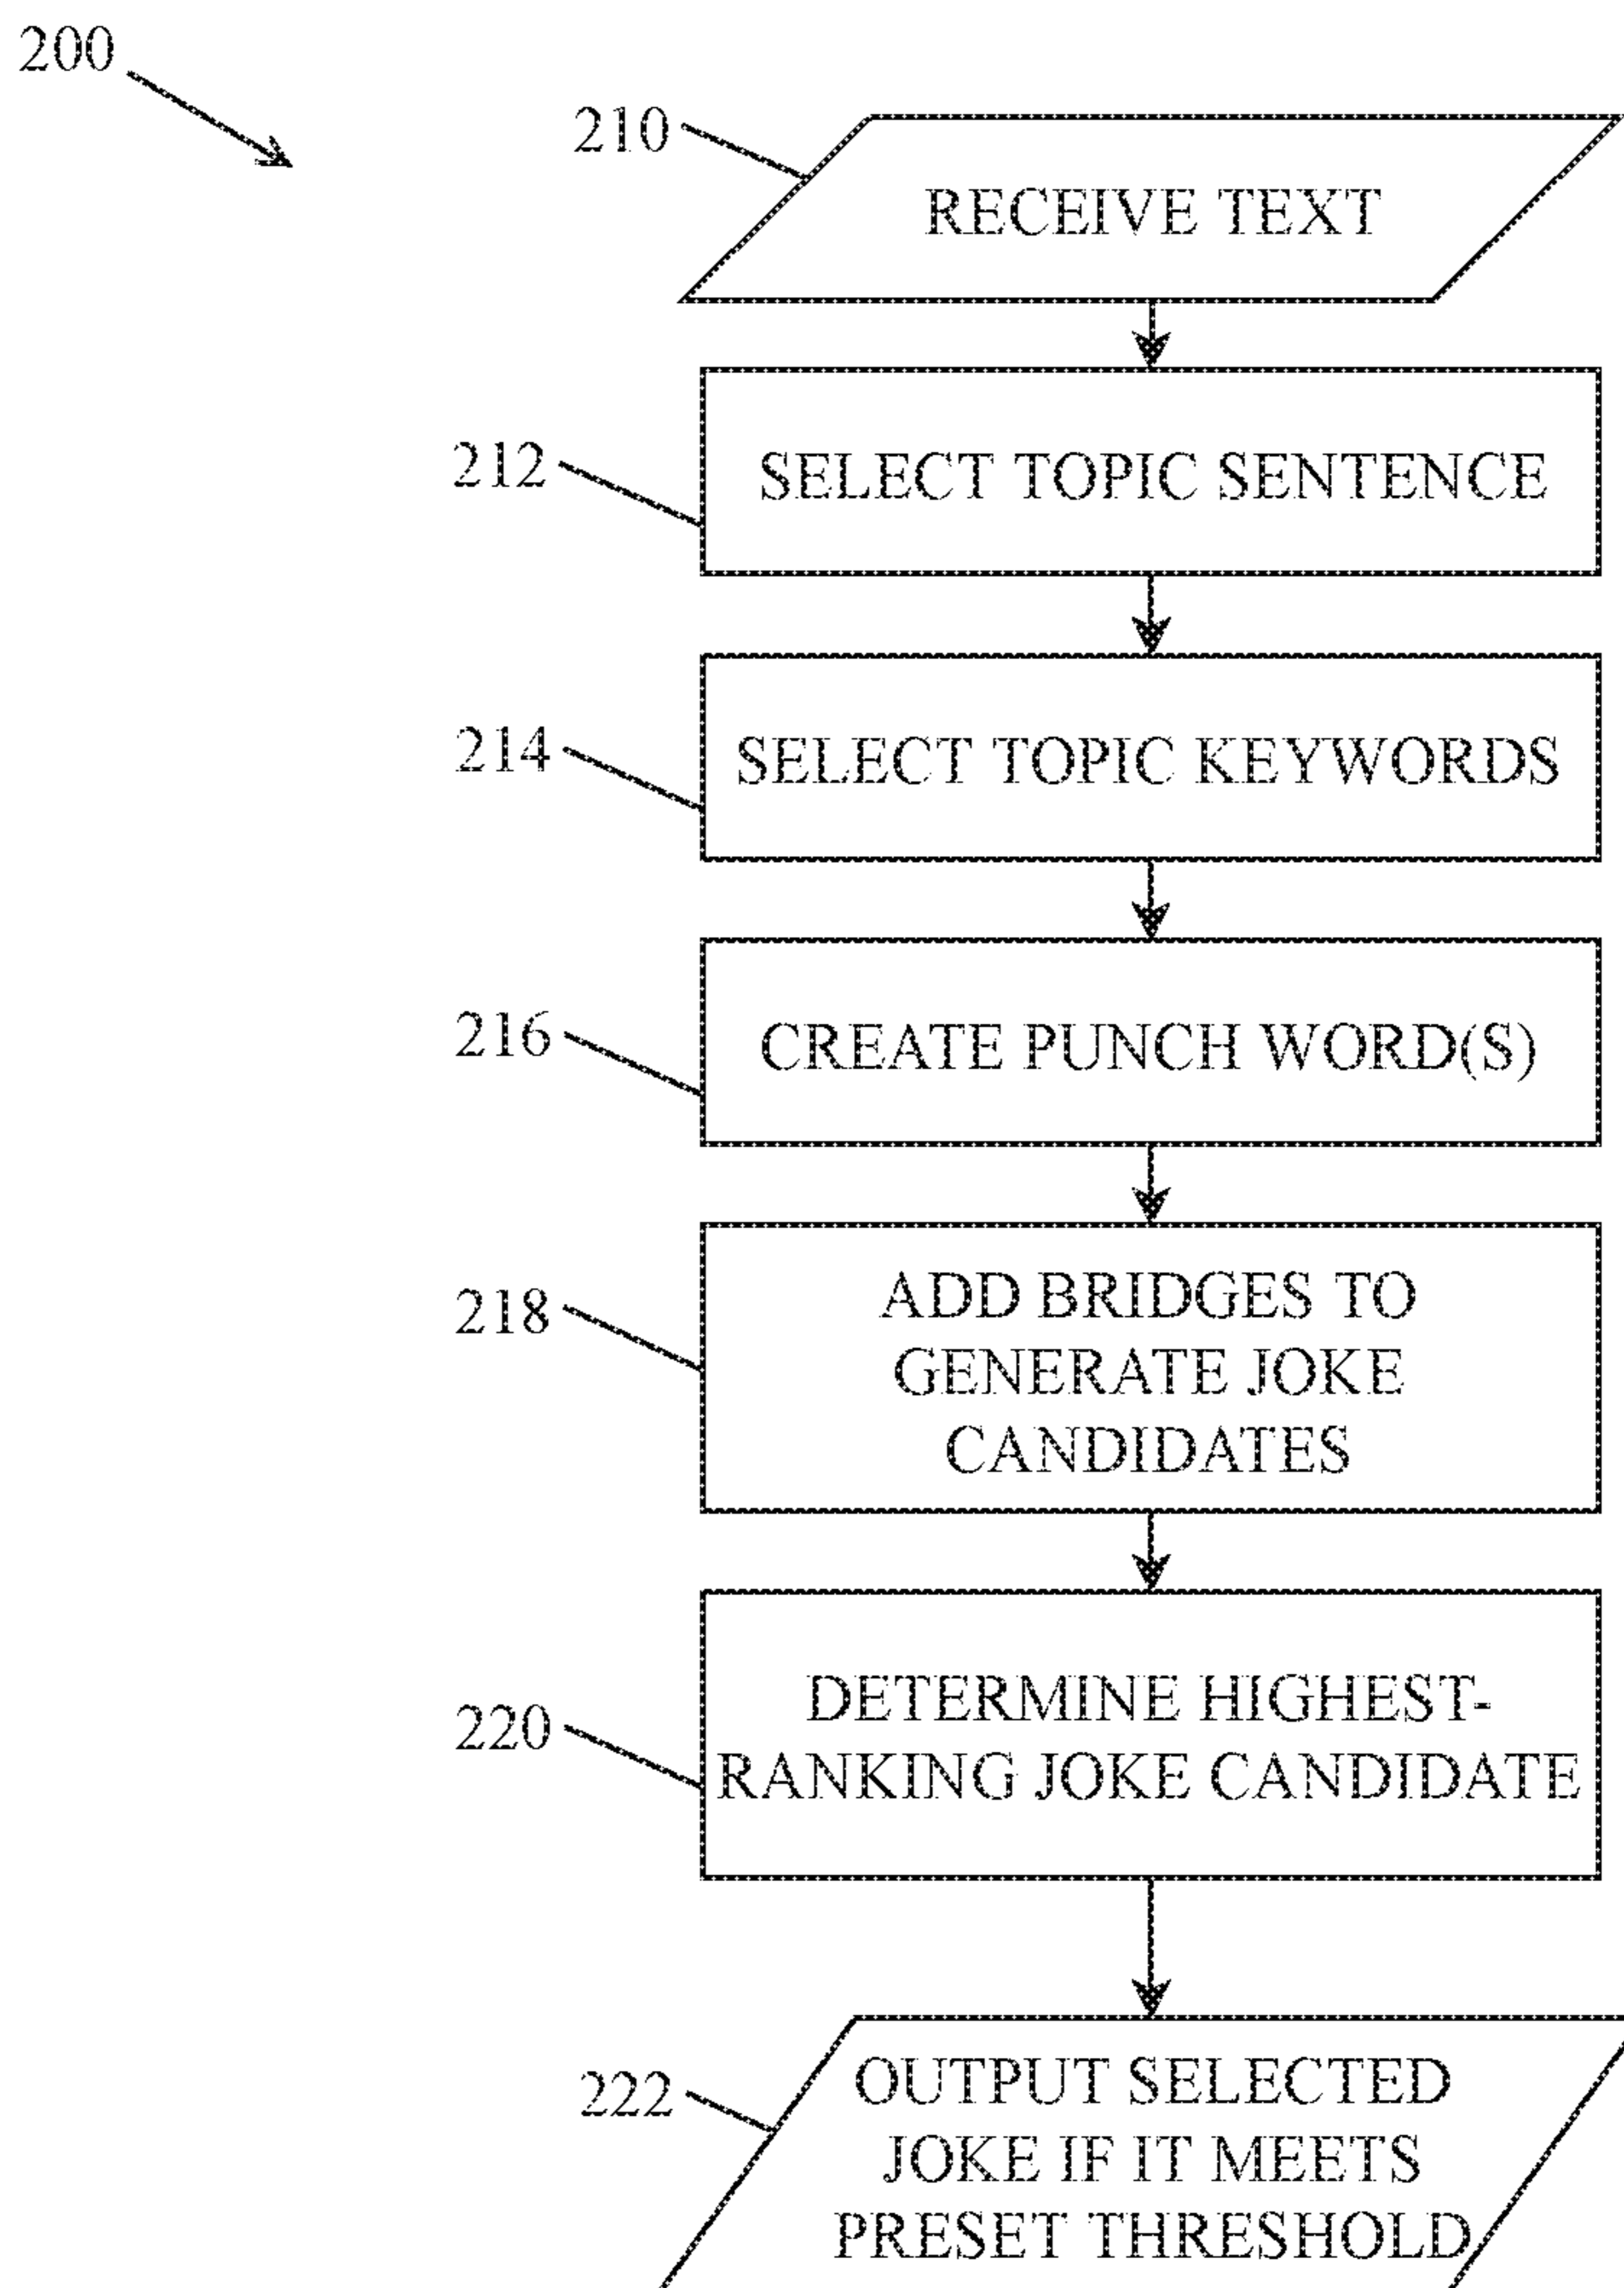 200
210
RECEIVE TEXT
212
SELECT TOPIC SENTENCE
214
SELECT TOPIC KEYWORDS
216
CREATE PUNCH WORD(S)
218
ADD BRIDGES TO
GENERATE JOKE
CANDIDATES
220
DETERMINE HIGHEST-
RANKING JOKE CANDIDATE
222
OUTPUT SELECTED
JOKE IF IT MEETS
PRESET THRESHOLD